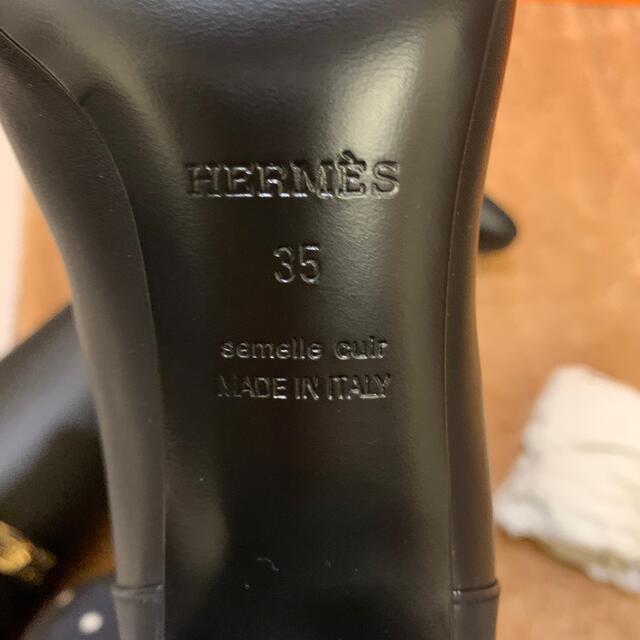 HERMÈS
35
semelle cuir
MADE IN ITALY